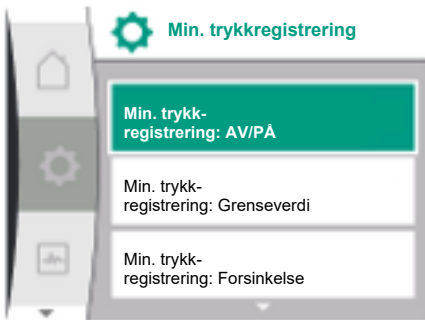 Min. trykkregistrering
Min. trykk-
registrering: AV/PÅ
Min. trykk-
registrering: Grenseverdi
Min. trykk-
registrering: Forsinkelse